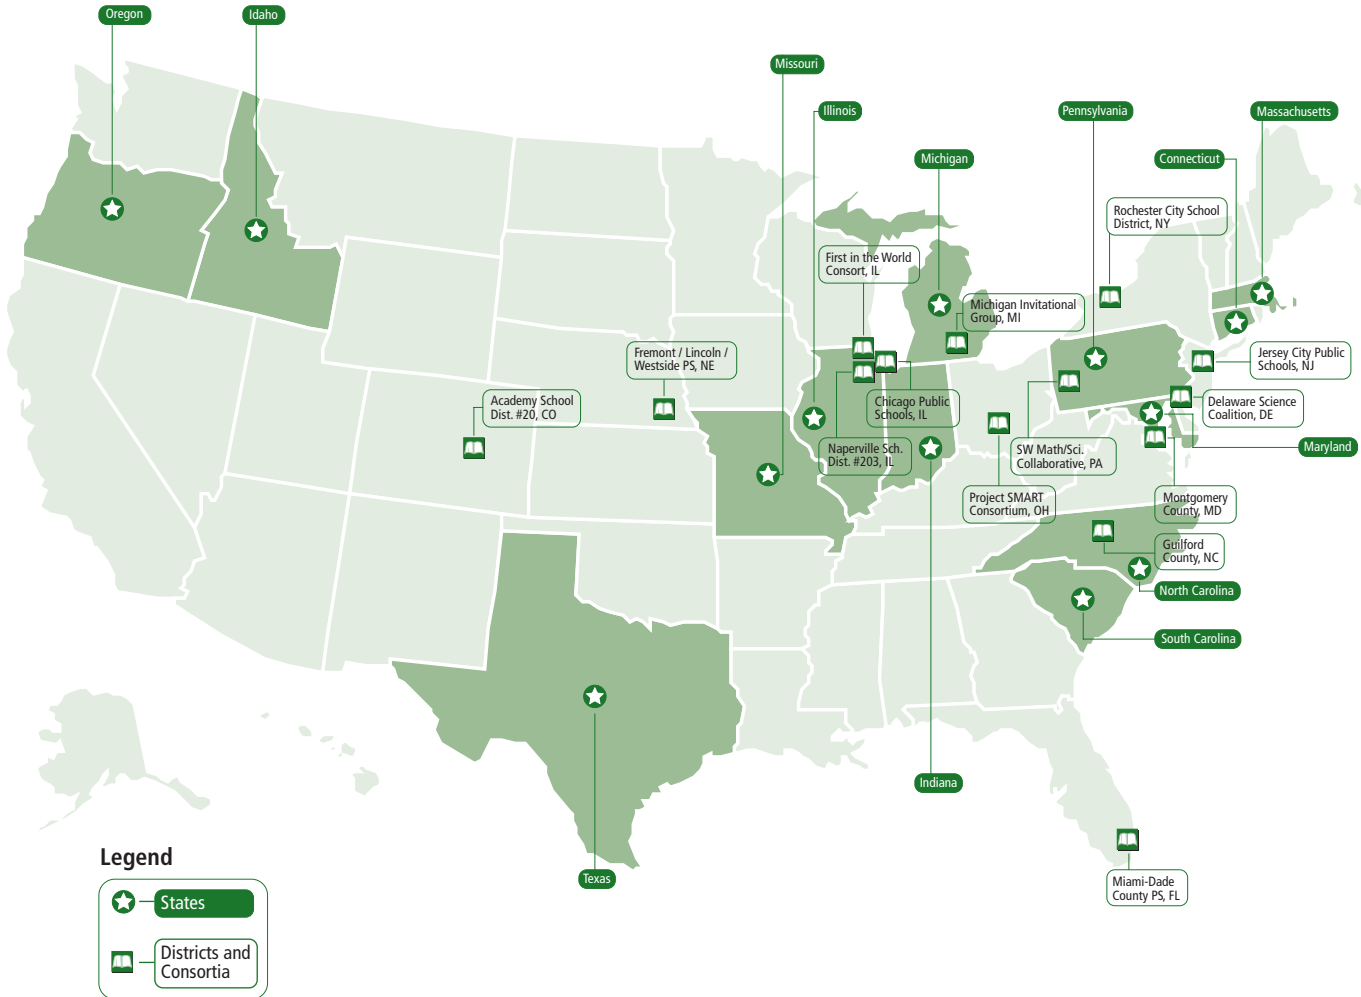 Oregon
Idaho
Missouri
Illinois
Pennsylvania
Massachusetts
Michigan
Connecticut
Rochester City School
District, NY
First in the World
Consort, IL
Michigan Invitational
Group, MI
Fremont / Lincoln /
Westside PS, NE
Jersey City Public
Schools, NJ
Academy School
Dist. #20, CO
Chicago Public
Schools, IL
Delaware Science
Coalition, DE
Naperville Sch.
Dist. #203, IL
SW Math/Sci.
Collaborative, PA
Maryland
Project SMART
Consortium, OH
Montgomery
County, MD
Guilford
County, NC
North Carolina
South Carolina
Indiana
Texas
Miami-Dade
County PS, FL
Legend
States
Districts and
Consortia